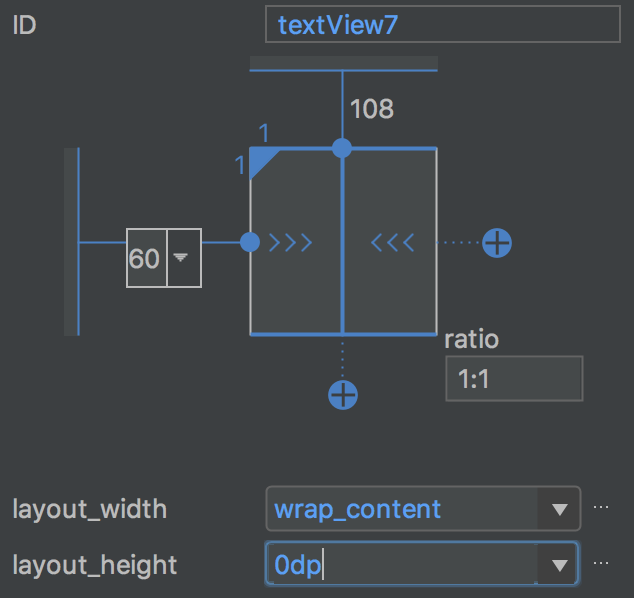 ID textView7
108
1
1
60
ratio
1:1
layout_width wrap_content
layout_height 0dp